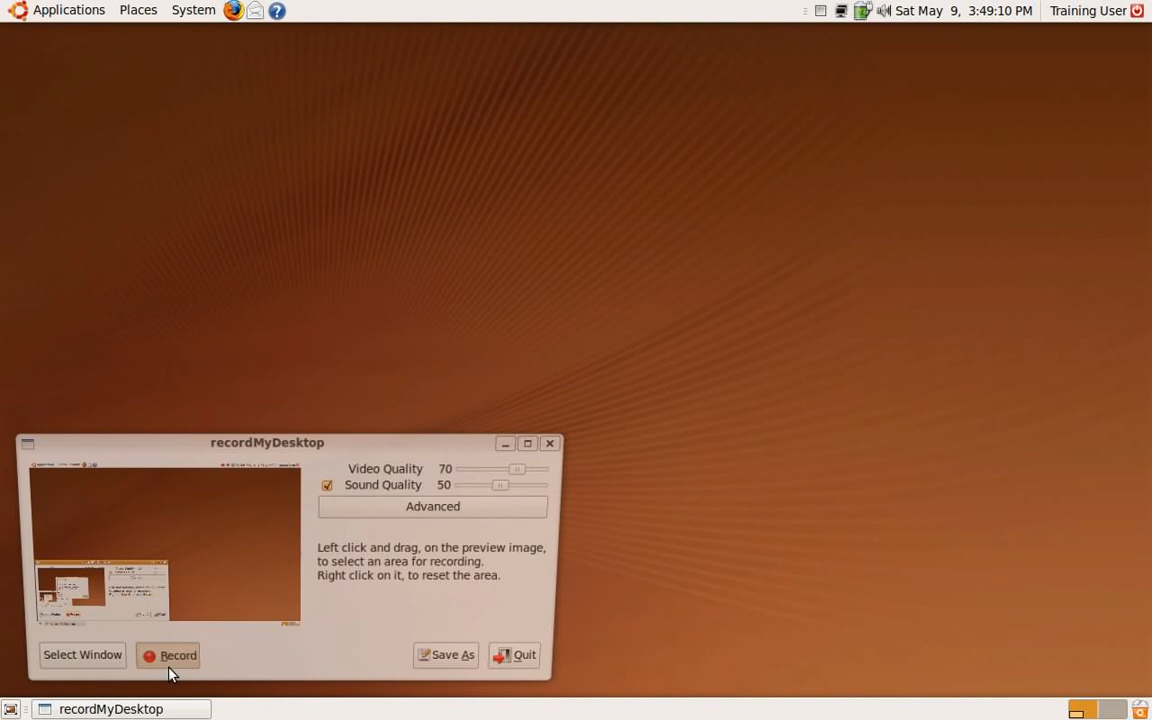 Applications Places System Sat May 9, 3:49:10 PM Training User
recordMyDesktop
Video Quality 70
Sound Quality 50
Advanced
Left click and drag, on the preview image,
to select an area for recording.
Right click on it, to reset the area.
Select Window Record Save As Quit
recordMyDesktop